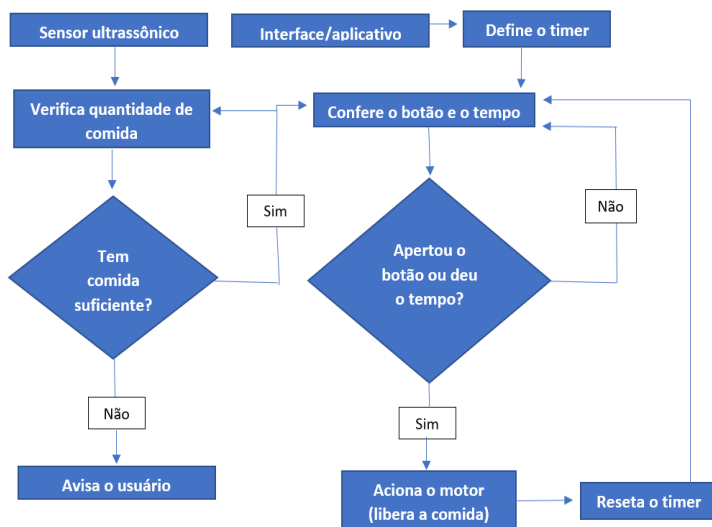 Sensor ultrassônico
Interface/aplicativo
Define o timer
Verifica quantidade de
comida
Confere o botão e o tempo
Sim
Não
Tem
comida
suficiente?
Apertou o
botão ou deu
o tempo?
Não
Sim
Avisa o usuário
Aciona o motor
(libera a comida)
Reseta o timer